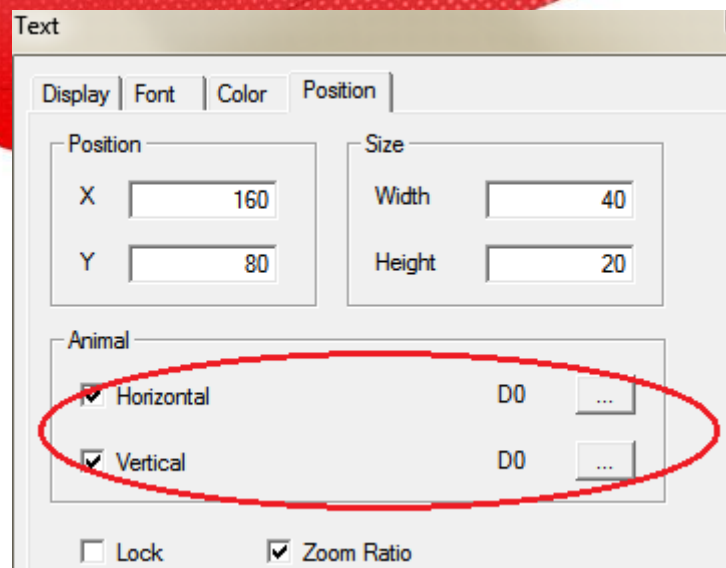 Text
Display Font Color Position
Position Size
X 160 Width 40
Y 80 Height 20
Animal
Horizontal D0 ...
Vertical D0 ...
Lock Zoom Ratio